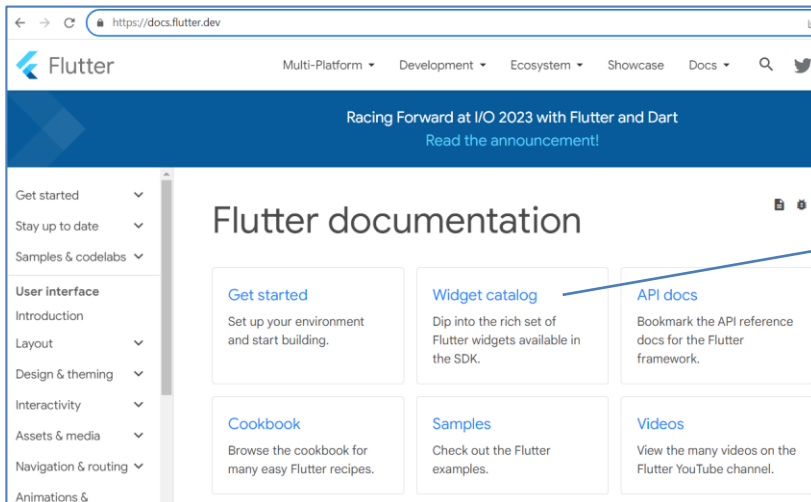 https://docs.flutter.dev
Flutter
Multi-Platform Development Ecosystem Showcase Docs
Racing Forward at I/O 2023 with Flutter and Dart
Read the announcement!
Get started
Stay up to date
Samples & codelabs
User interface
Introduction
Layout
Design & theming
Interactivity
Assets & media
Navigation & routing
Animations &
Flutter documentation
Get started
Set up your environment
and start building.
Widget catalog
Dip into the rich set of
Flutter widgets available in
the SDK.
API docs
Bookmark the API reference
docs for the Flutter
framework.
Cookbook
Browse the cookbook for
many easy Flutter recipes.
Samples
Check out the Flutter
examples.
Videos
View the many videos on the
Flutter YouTube channel.